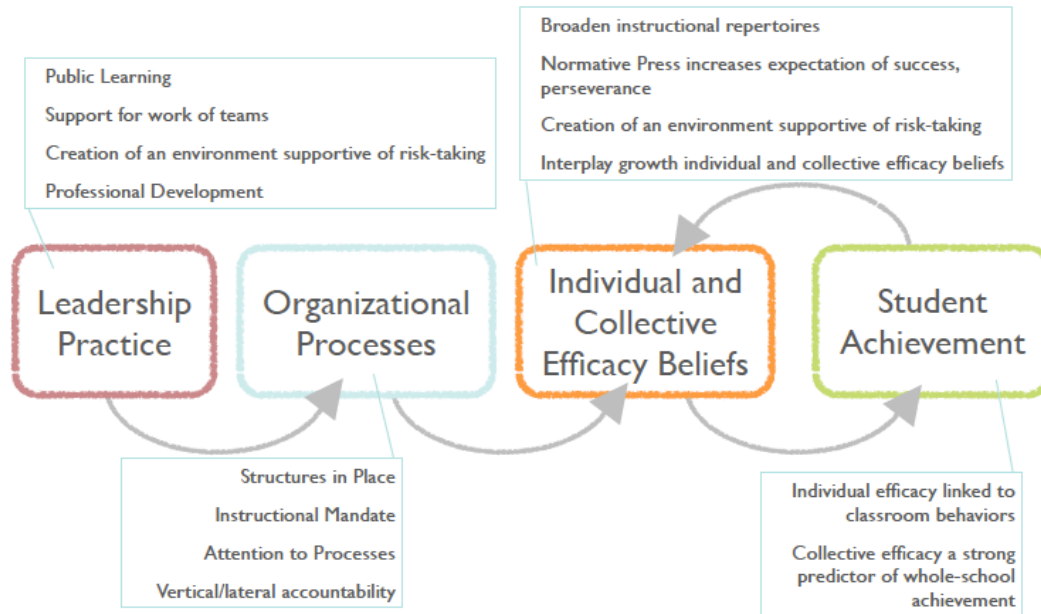 Public Learning
Support for work of teams
Creation of an environment supportive of risk-taking
Professional Development
Broaden instructional repertoires
Normative Press increases expectation of success,
perseverance
Creation of an environment supportive of risk-taking
Interplay growth individual and collective efficacy beliefs
Leadership
Practice
Organizational
Processes
Individual and
Collective
Efficacy Beliefs
Student
Achievement
Structures in Place
Instructional Mandate
Attention to Processes
Vertical/lateral accountability
Individual efficacy linked to
classroom behaviors
Collective efficacy a strong
predictor of whole-school
achievement